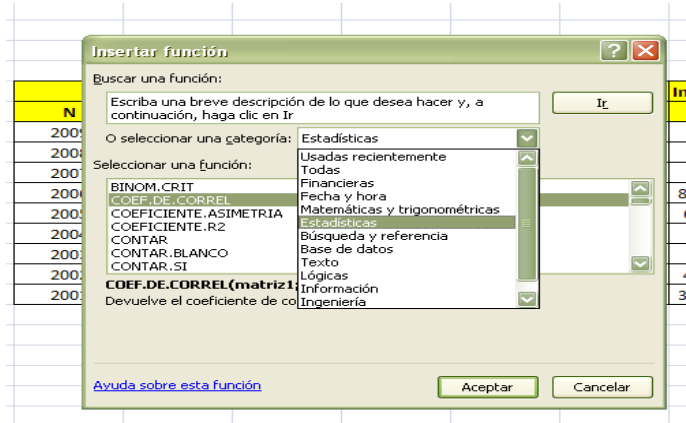 Insertar función
Buscar una función:
Escriba una breve descripción de lo que desea hacer y, a
continuación, haga clic en Ir
Ir
O seleccionar una categoría: Estadísticas
Usadas recientemente
Todas
Financieras
Fecha y hora
Matemáticas y trigonométricas
Estadísticas
Búsqueda y referencia
Base de datos
Texto
Lógicas
Información
Ingeniería
Seleccionar una función:
BINOM.CRIT
COEF.DE.CORREL
COEFICIENTE.ASIMETRIA
COEFICIENTE.R2
CONTAR
CONTAR.BLANCO
CONTAR.SI
COEF.DE.CORREL(matriz1;
Devuelve el coeficiente de co
Ayuda sobre esta función
Aceptar
Cancelar
N
In